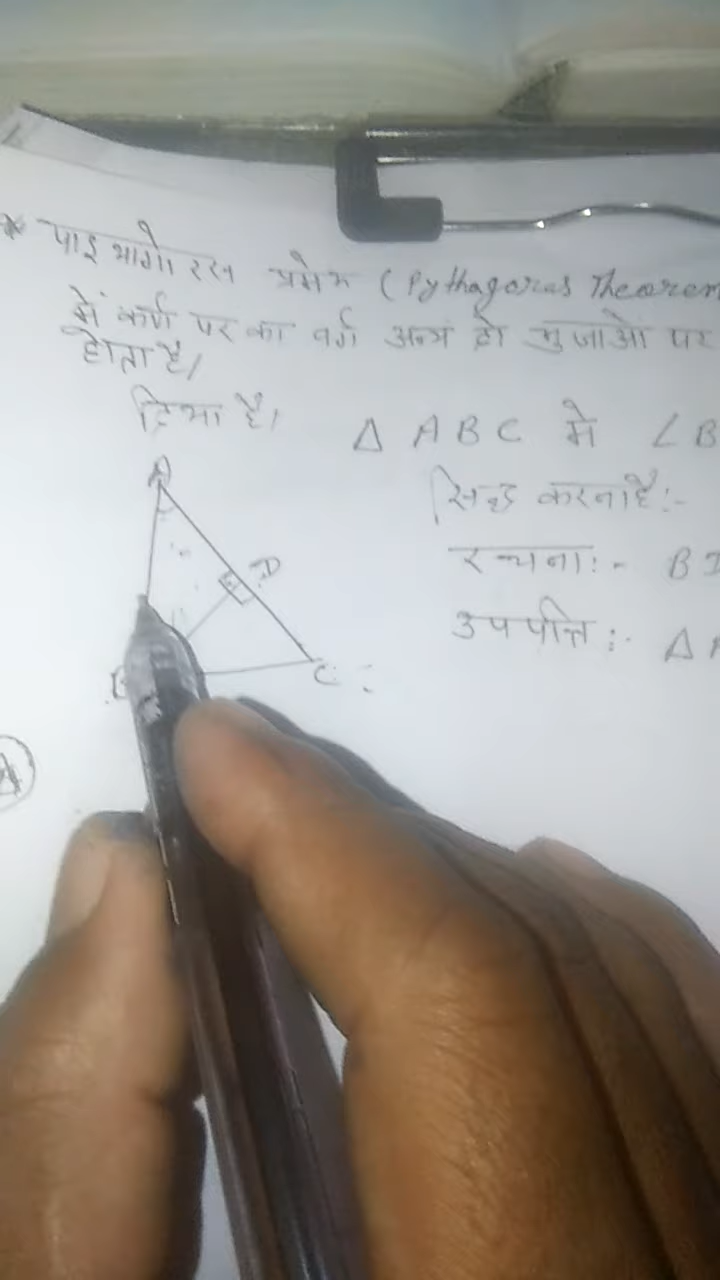 * पाइथागोरस प्रमेय (Pythagoras Theorem
में कर्ण पर का वर्ग अन्य दो भुजाओ पर
होता है।
दिया है। Δ ABC मे ∠B
सिद्ध करना है:-
रचना:- B
उपपत्ति:- Δ
A
D
C